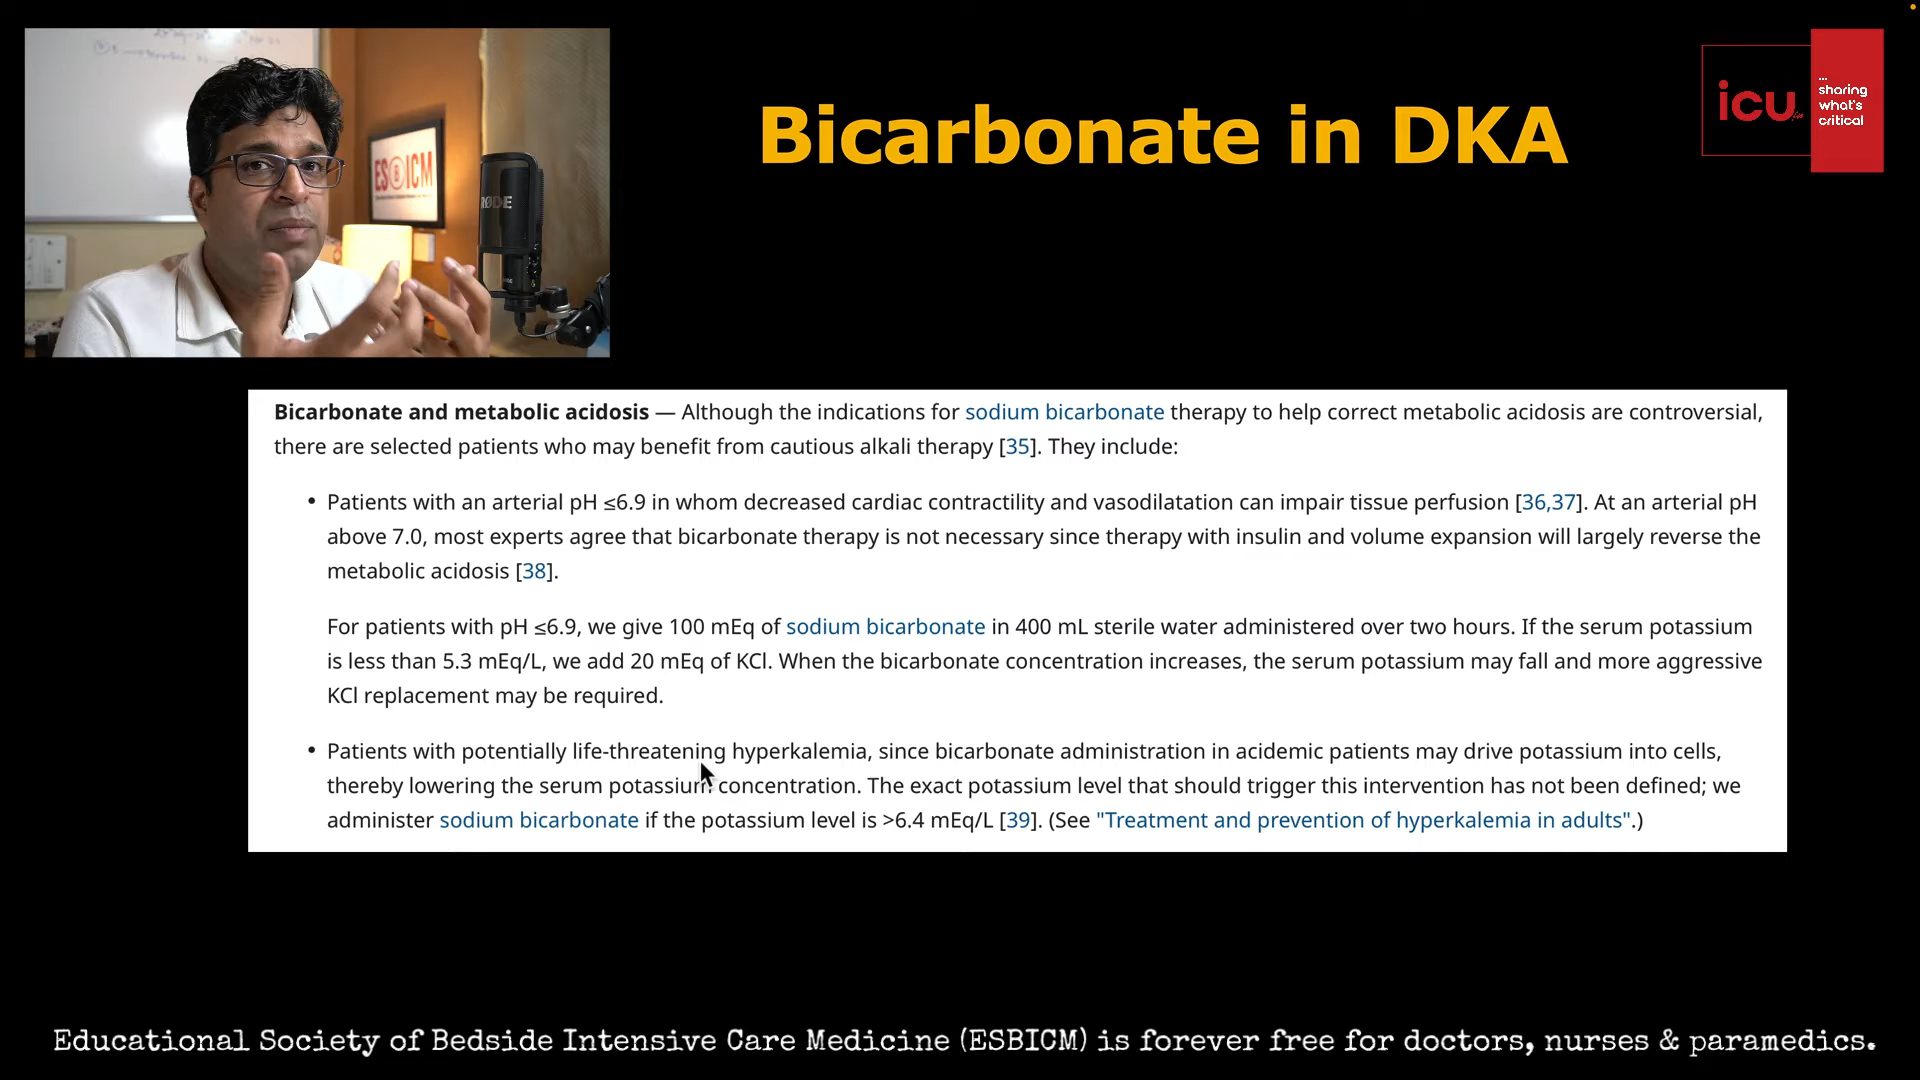 ESBICM
RØDE
Bicarbonate in DKA
icu
...
sharing
what's
critical
Bicarbonate and metabolic acidosis — Although the indications for sodium bicarbonate therapy to help correct metabolic acidosis are controversial,
there are selected patients who may benefit from cautious alkali therapy [35]. They include:
• Patients with an arterial pH ≤6.9 in whom decreased cardiac contractility and vasodilatation can impair tissue perfusion [36,37]. At an arterial pH
above 7.0, most experts agree that bicarbonate therapy is not necessary since therapy with insulin and volume expansion will largely reverse the
metabolic acidosis [38].
For patients with pH ≤6.9, we give 100 mEq of sodium bicarbonate in 400 mL sterile water administered over two hours. If the serum potassium
is less than 5.3 mEq/L, we add 20 mEq of KCl. When the bicarbonate concentration increases, the serum potassium may fall and more aggressive
KCl replacement may be required.
• Patients with potentially life-threatening hyperkalemia, since bicarbonate administration in acidemic patients may drive potassium into cells,
thereby lowering the serum potassium concentration. The exact potassium level that should trigger this intervention has not been defined; we
administer sodium bicarbonate if the potassium level is >6.4 mEq/L [39]. (See "Treatment and prevention of hyperkalemia in adults".)
Educational Society of Bedside Intensive Care Medicine (ESBICM) is forever free for doctors, nurses & paramedics.